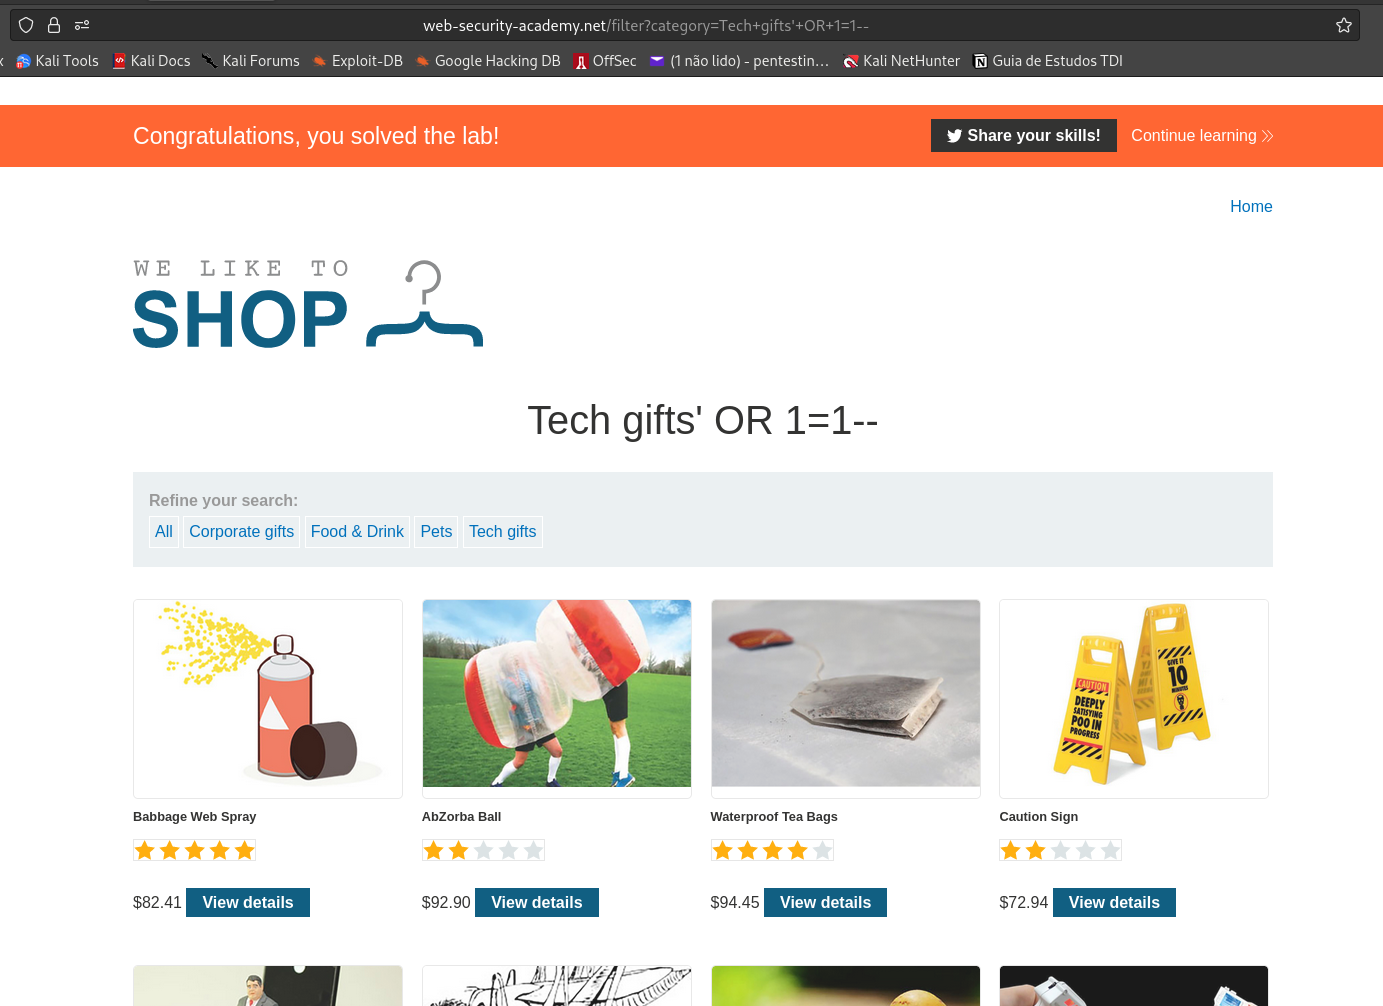 web-security-academy.net/filter?category=Tech+gifts'+OR+1=1--
Kali Tools Kali Docs Kali Forums Exploit-DB Google Hacking DB OffSec (1 não lido) - pentestin… Kali NetHunter Guia de Estudos TDI
Congratulations, you solved the lab! Share your skills! Continue learning
Home
WE LIKE TO
SHOP
Tech gifts' OR 1=1--
Refine your search:
All Corporate gifts Food & Drink Pets Tech gifts
CAUTION
DEEPLY
SATISFYING
POO IN
PROGRESS
GIVE IT
10
MINUTES
Babbage Web Spray AbZorba Ball Waterproof Tea Bags Caution Sign
$82.41 View details $92.90 View details $94.45 View details $72.94 View details